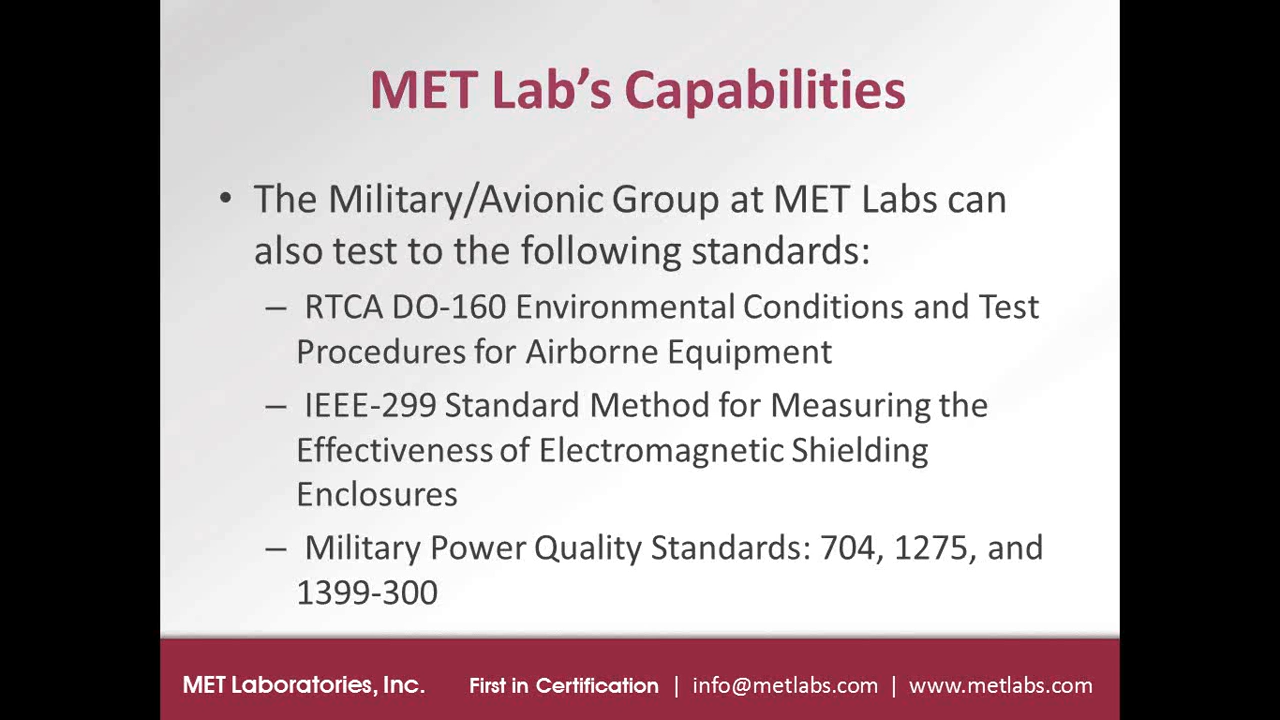 MET Lab’s Capabilities
• The Military/Avionic Group at MET Labs can
also test to the following standards:
– RTCA DO-160 Environmental Conditions and Test
Procedures for Airborne Equipment
– IEEE-299 Standard Method for Measuring the
Effectiveness of Electromagnetic Shielding
Enclosures
– Military Power Quality Standards: 704, 1275, and
1399-300
MET Laboratories, Inc. First in Certification | info@metlabs.com | www.metlabs.com